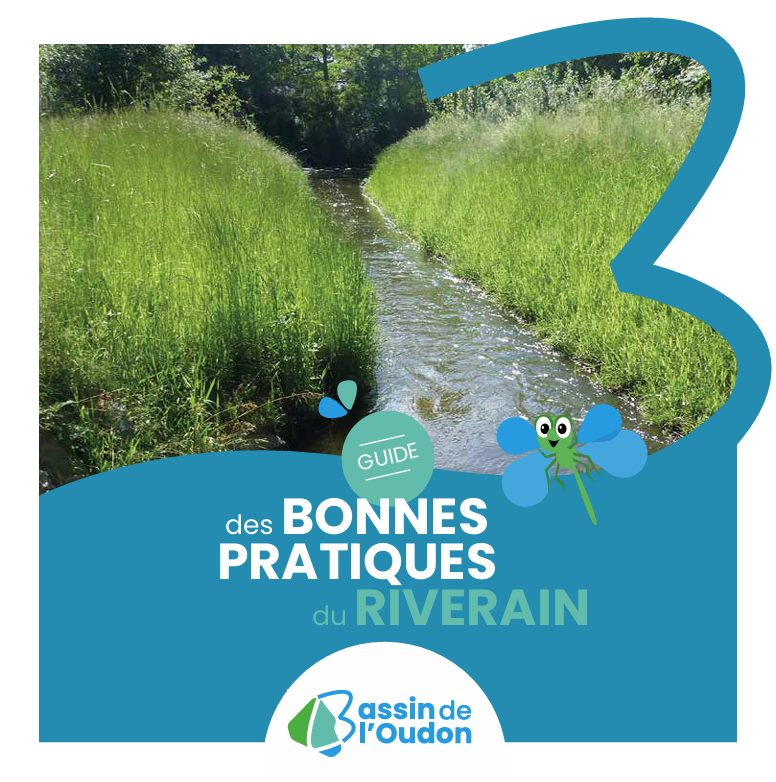 GUIDE
des BONNES
PRATIQUES
du RIVERAIN
Bassin de
l'Oudon